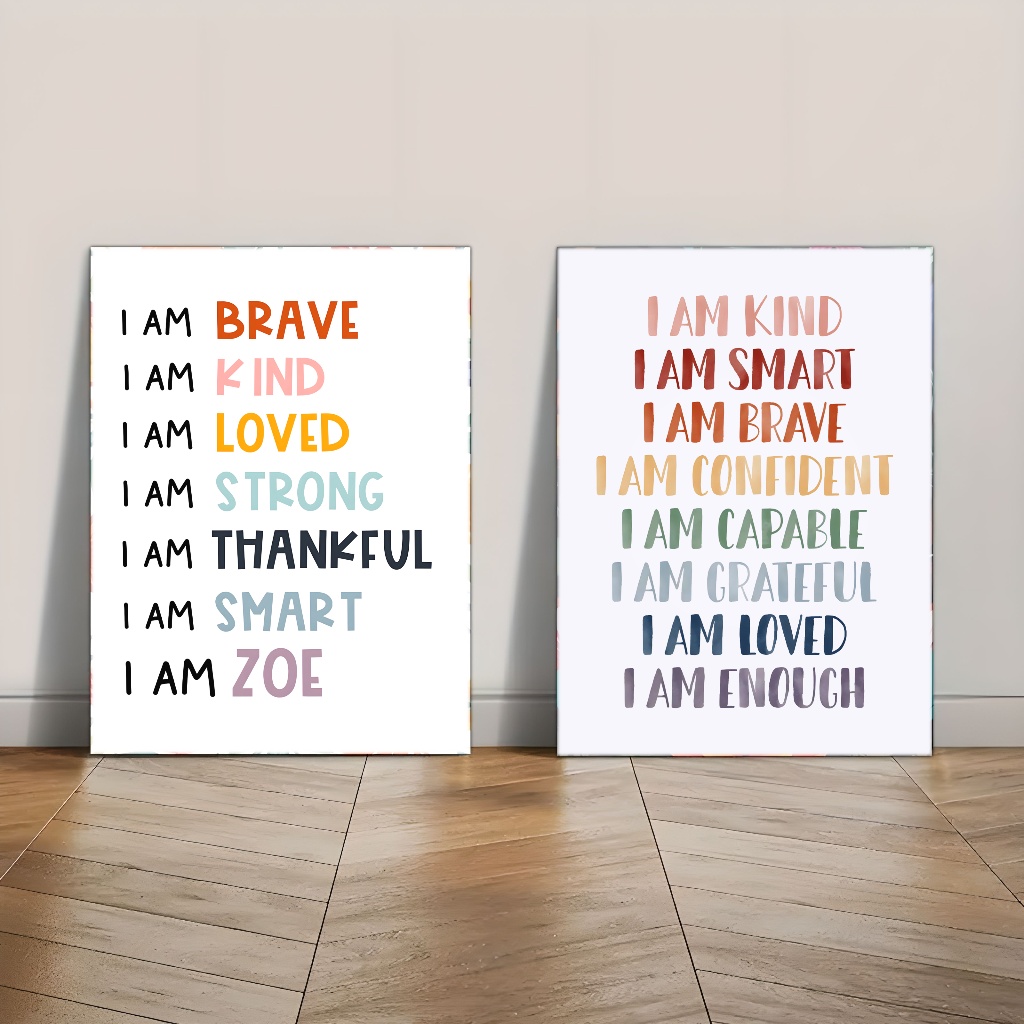 I AM BRAVE
I AM KIND
I AM LOVED
I AM STRONG
I AM THANKFUL
I AM SMART
I AM ZOE
I AM KIND
I AM SMART
I AM BRAVE
I AM CONFIDENT
I AM CAPABLE
I AM GRATEFUL
I AM LOVED
I AM ENOUGH